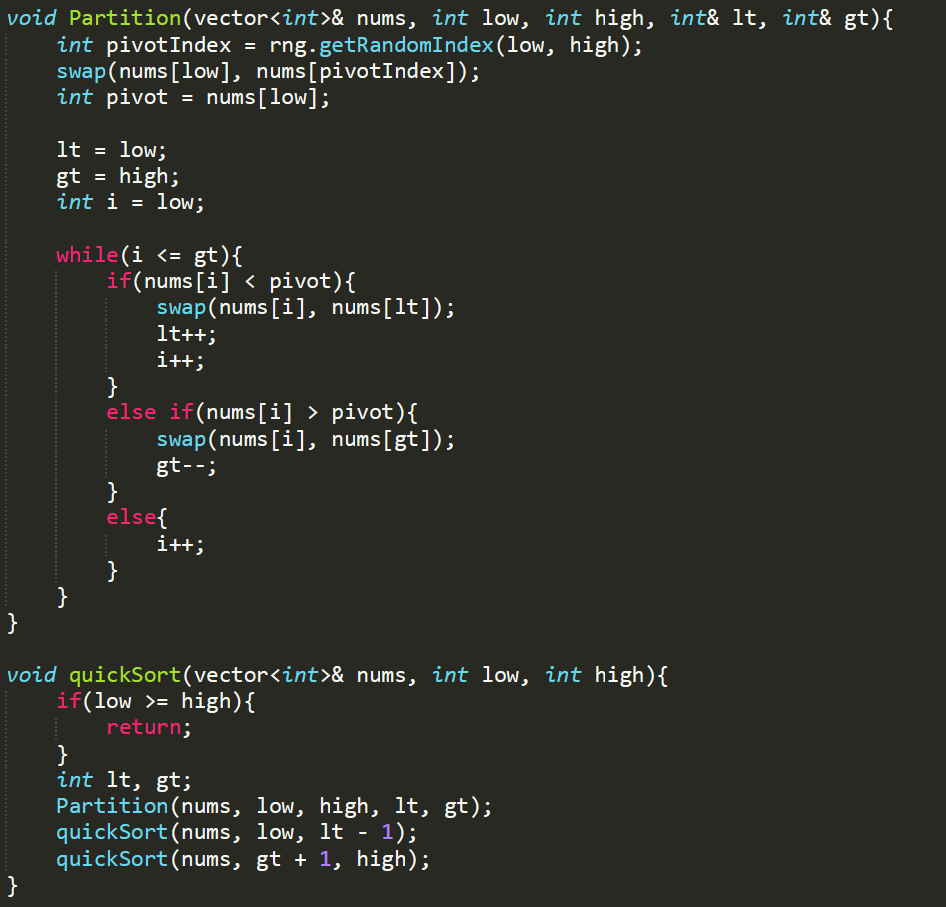 void Partition(vector<int>& nums, int low, int high, int& lt, int& gt){
    int pivotIndex = rng.getRandomIndex(low, high);
    swap(nums[low], nums[pivotIndex]);
    int pivot = nums[low];

    lt = low;
    gt = high;
    int i = low;

    while(i <= gt){
        if(nums[i] < pivot){
            swap(nums[i], nums[lt]);
            lt++;
            i++;
        }
        else if(nums[i] > pivot){
            swap(nums[i], nums[gt]);
            gt--;
        }
        else{
            i++;
        }
    }
}

void quickSort(vector<int>& nums, int low, int high){
    if(low >= high){
        return;
    }
    int lt, gt;
    Partition(nums, low, high, lt, gt);
    quickSort(nums, low, lt - 1);
    quickSort(nums, gt + 1, high);
}